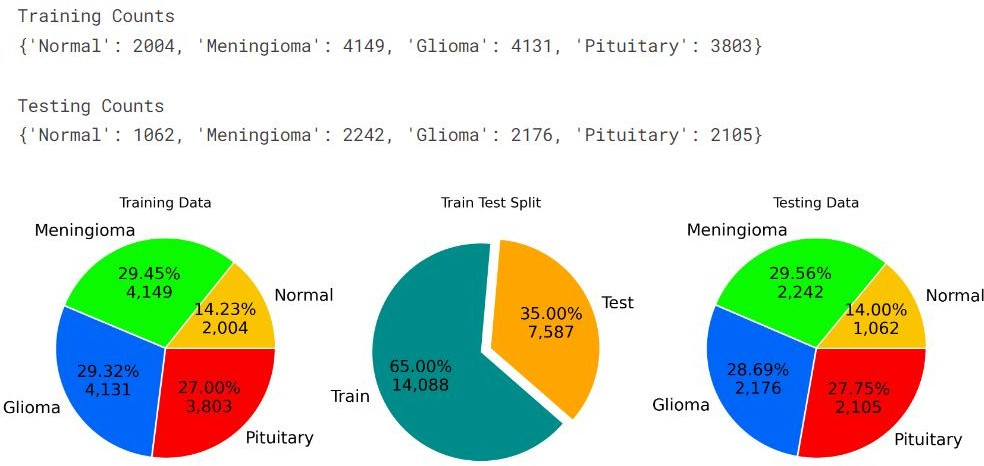 Training Counts
{'Normal': 2004, 'Meningioma': 4149, 'Glioma': 4131, 'Pituitary': 3803}
Testing Counts
{'Normal': 1062, 'Meningioma': 2242, 'Glioma': 2176, 'Pituitary': 2105}
Training Data
Meningioma
29.45%
4,149
14.23%
2,004
Normal
29.32%
4,131
Glioma
27.00%
3,803
Pituitary
Train Test Split
35.00%
7,587
Test
65.00%
14,088
Train
Testing Data
Meningioma
29.56%
2,242
14.00%
1,062
Normal
28.69%
2,176
Glioma
27.75%
2,105
Pituitary